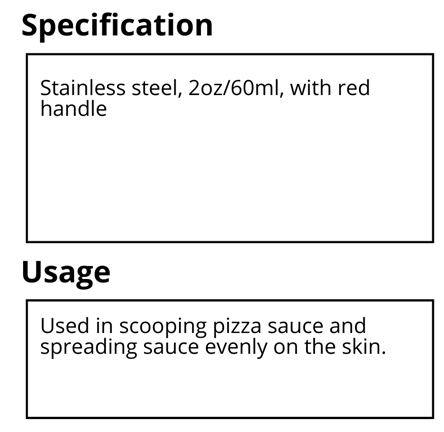 Specification
Stainless steel, 2oz/60ml, with red
handle
Usage
Used in scooping pizza sauce and
spreading sauce evenly on the skin.